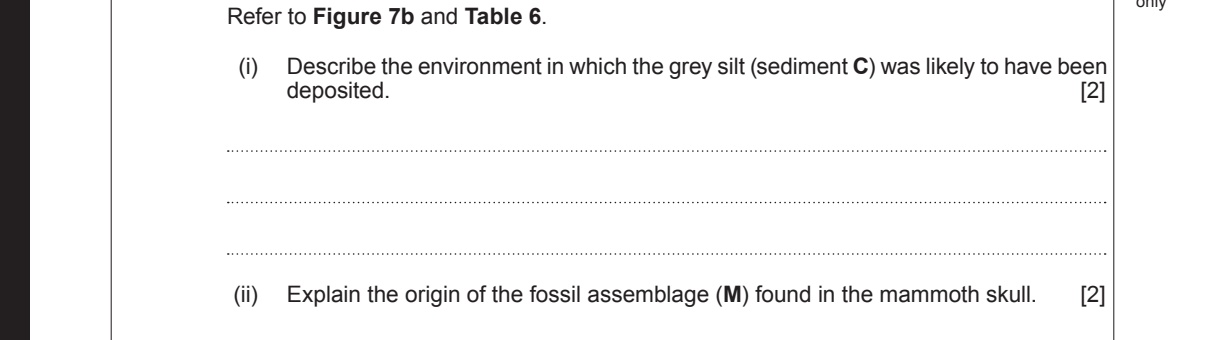 only
Refer to Figure 7b and Table 6.
(i) Describe the environment in which the grey silt (sediment C) was likely to have been
deposited. [2]
(ii) Explain the origin of the fossil assemblage (M) found in the mammoth skull. [2]